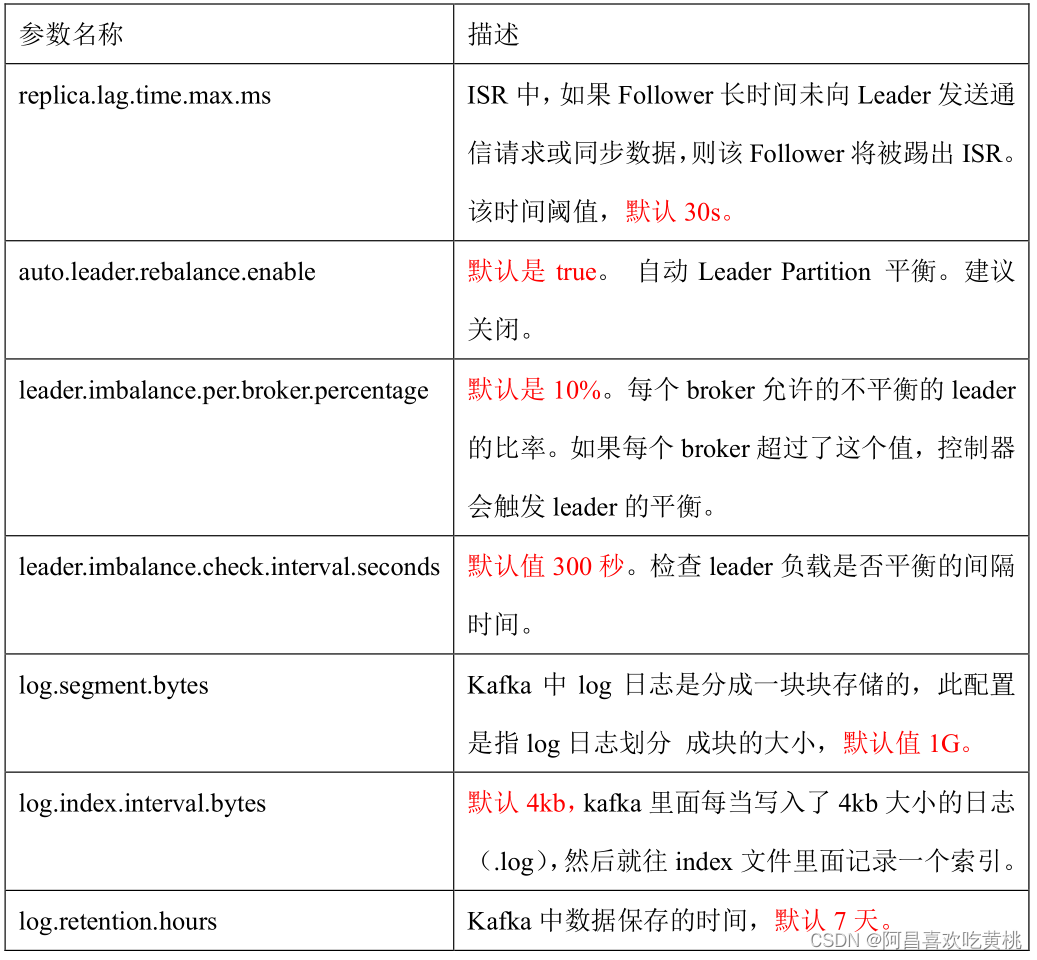 参数名称 描述
replica.lag.time.max.ms ISR 中，如果 Follower 长时间未向 Leader 发送通
信请求或同步数据，则该 Follower 将被踢出 ISR。
该时间阈值，默认 30s。
auto.leader.rebalance.enable 默认是 true。 自动 Leader Partition 平衡。建议
关闭。
leader.imbalance.per.broker.percentage 默认是 10%。每个 broker 允许的不平衡的 leader
的比率。如果每个 broker 超过了这个值，控制器
会触发 leader 的平衡。
leader.imbalance.check.interval.seconds 默认值 300 秒。检查 leader 负载是否平衡的间隔
时间。
log.segment.bytes Kafka 中 log 日志是分成一块块存储的，此配置
是指 log 日志划分 成块的大小，默认值 1G。
log.index.interval.bytes 默认 4kb，kafka 里面每当写入了 4kb 大小的日志
（.log），然后就往 index 文件里面记录一个索引。
log.retention.hours Kafka 中数据保存的时间，默认 7 天。
CSDN @阿昌喜欢吃黄桃